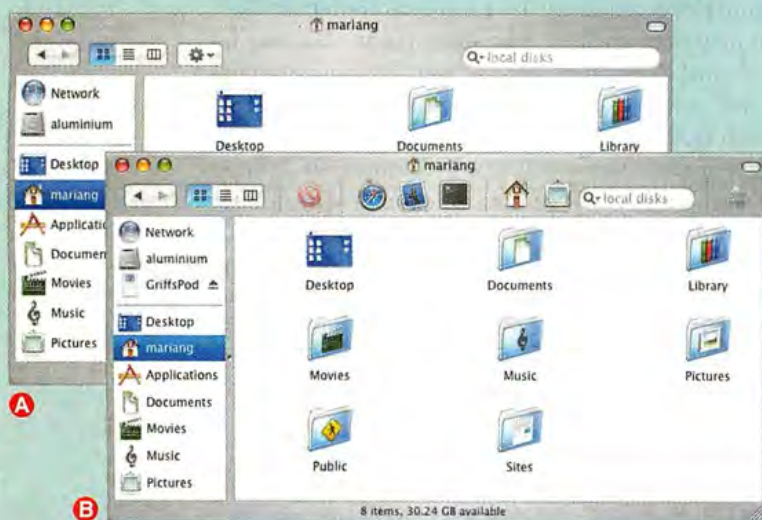 mariang
local disks
Network
aluminium
Desktop
mariang
Applicatio
Documen
Movies
Music
Pictures
Desktop
Documents
Library
A
mariang
local disks
Network
aluminium
GriffsPod
Desktop
mariang
Applications
Documents
Movies
Music
Pictures
Desktop
Documents
Library
Movies
Music
Pictures
Public
Sites
8 items, 30.24 GB available
B